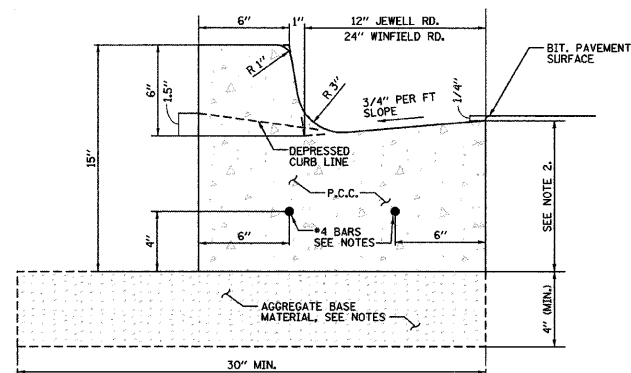 6"
1"
12" JEWELL RD.
24" WINFIELD RD.
BIT. PAVEMENT
SURFACE
R 1"
R 3"
3/4" PER FT
SLOPE
1/4"
6"
1.5"
15"
DEPRESSED
CURB LINE
P.C.C.
SEE NOTE 2.
#4 BARS
SEE NOTES
4"
6"
6"
AGGREGATE BASE
MATERIAL, SEE NOTES
4" (MIN.)
30" MIN.